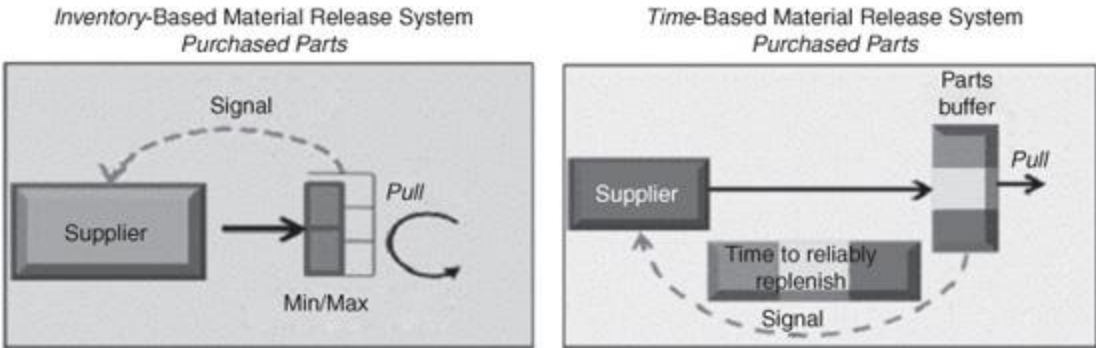 Inventory-Based Material Release System
Purchased Parts
Signal
Pull
Supplier
Min/Max
Time-Based Material Release System
Purchased Parts
Parts
buffer
Pull
Supplier
Time to reliably
replenish
Signal